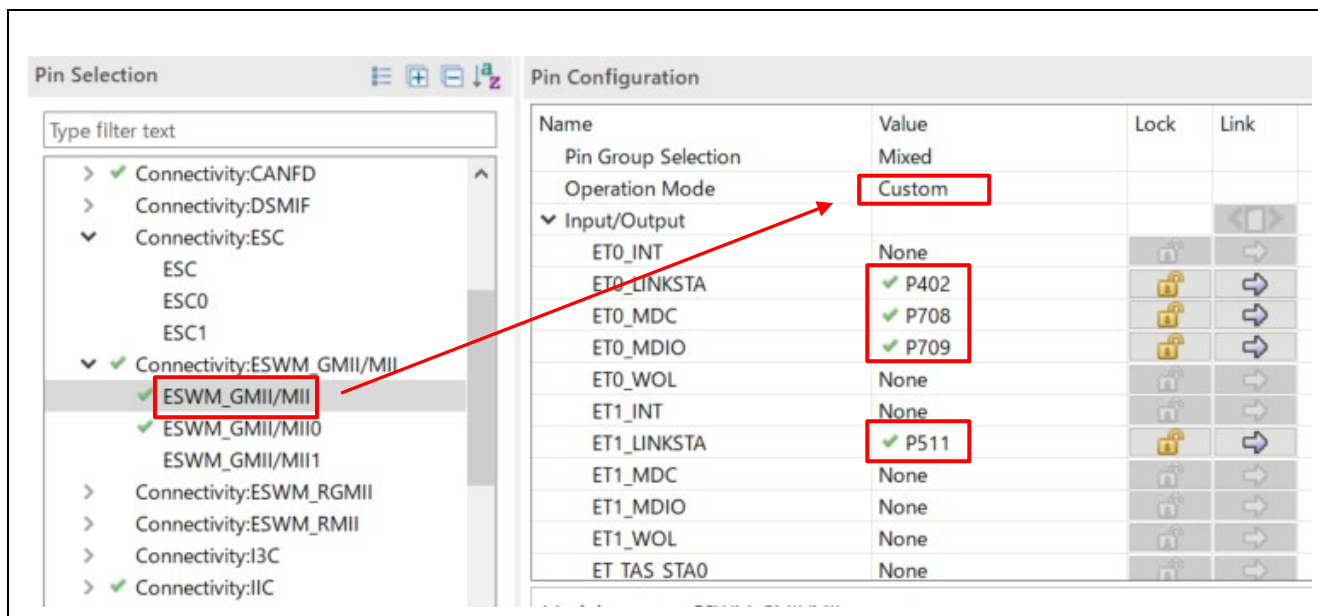 Pin Selection
Type filter text
Connectivity:CANFD
Connectivity:DSMIF
Connectivity:ESC
ESC
ESC0
ESC1
Connectivity:ESWM_GMII/MII
ESWM_GMII/MII
ESWM_GMII/MII0
ESWM_GMII/MII1
Connectivity:ESWM_RGMII
Connectivity:ESWM_RMII
Connectivity:I3C
Connectivity:IIC
Pin Configuration
Name Value Lock Link
Pin Group Selection Mixed
Operation Mode Custom
Input/Output
ET0_INT None
ET0_LINKSTA P402
ET0_MDC P708
ET0_MDIO P709
ET0_WOL None
ET1_INT None
ET1_LINKSTA P511
ET1_MDC None
ET1_MDIO None
ET1_WOL None
ET_TAS_STA0 None